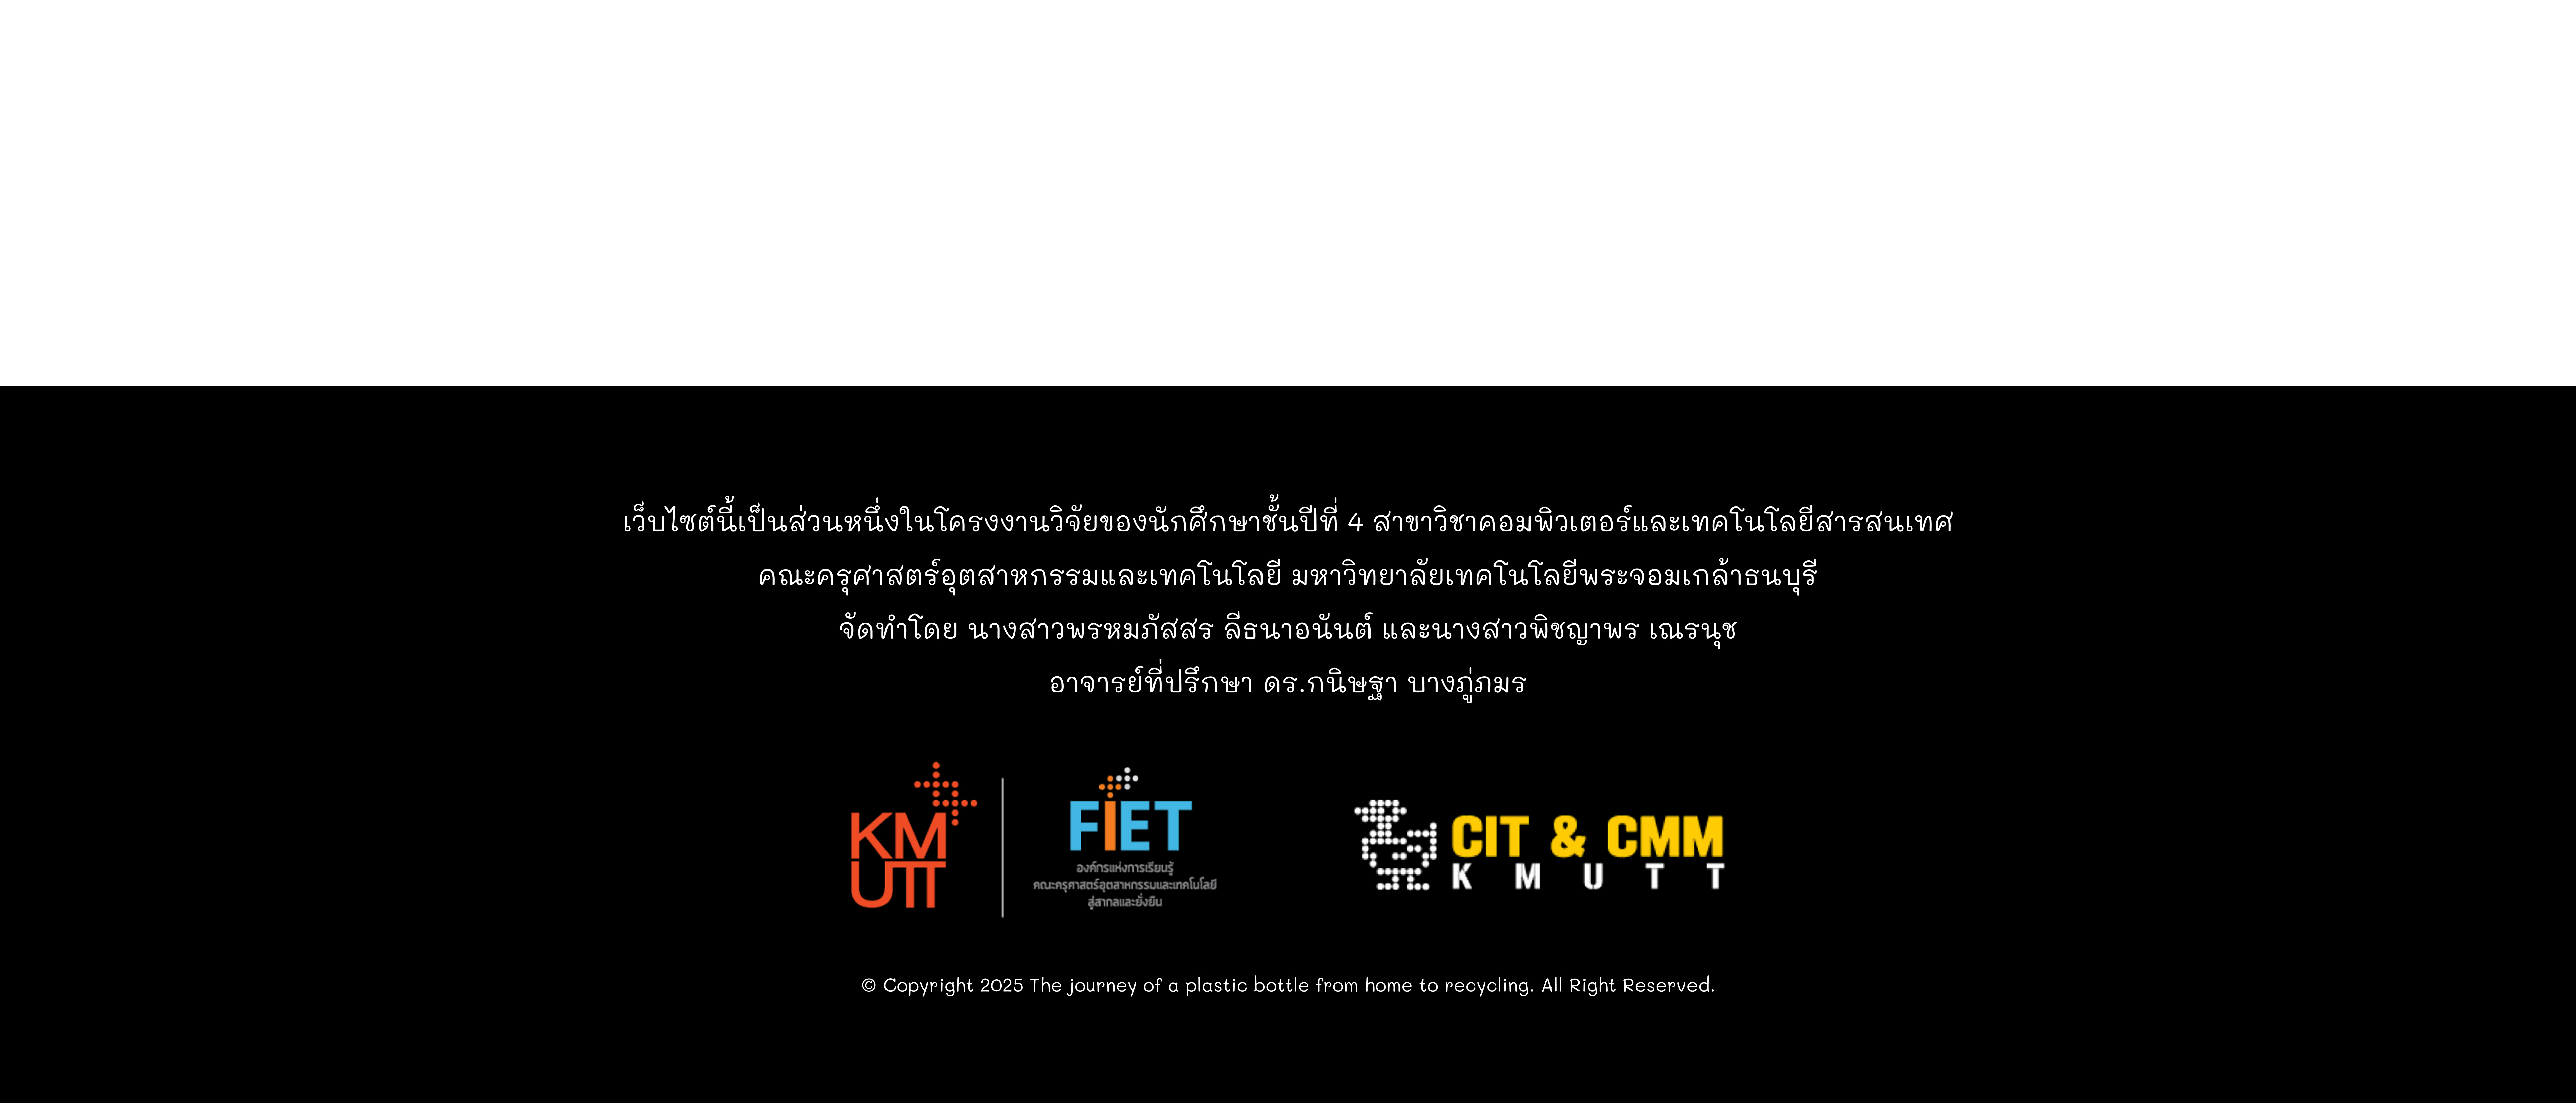 เว็บไซต์นี้เป็นส่วนหนึ่งในโครงงานวิจัยของนักศึกษาชั้นปีที่ 4 สาขาวิชาคอมพิวเตอร์และเทคโนโลยีสารสนเทศ
คณะครุศาสตร์อุตสาหกรรมและเทคโนโลยี มหาวิทยาลัยเทคโนโลยีพระจอมเกล้าธนบุรี
จัดทำโดย นางสาวพรหมภัสสร ลีธนาอนันต์ และนางสาวพิชญาพร เณรนุช
อาจารย์ที่ปรึกษา ดร.กนิษฐา บางภู่ภมร
KM
UTT
FIET
องค์กรแห่งการเรียนรู้
คณะครุศาสตร์อุตสาหกรรมและเทคโนโลยี
สู่สากลและยั่งยืน
CIT & CMM
KMUTT
© Copyright 2025 The journey of a plastic bottle from home to recycling. All Right Reserved.